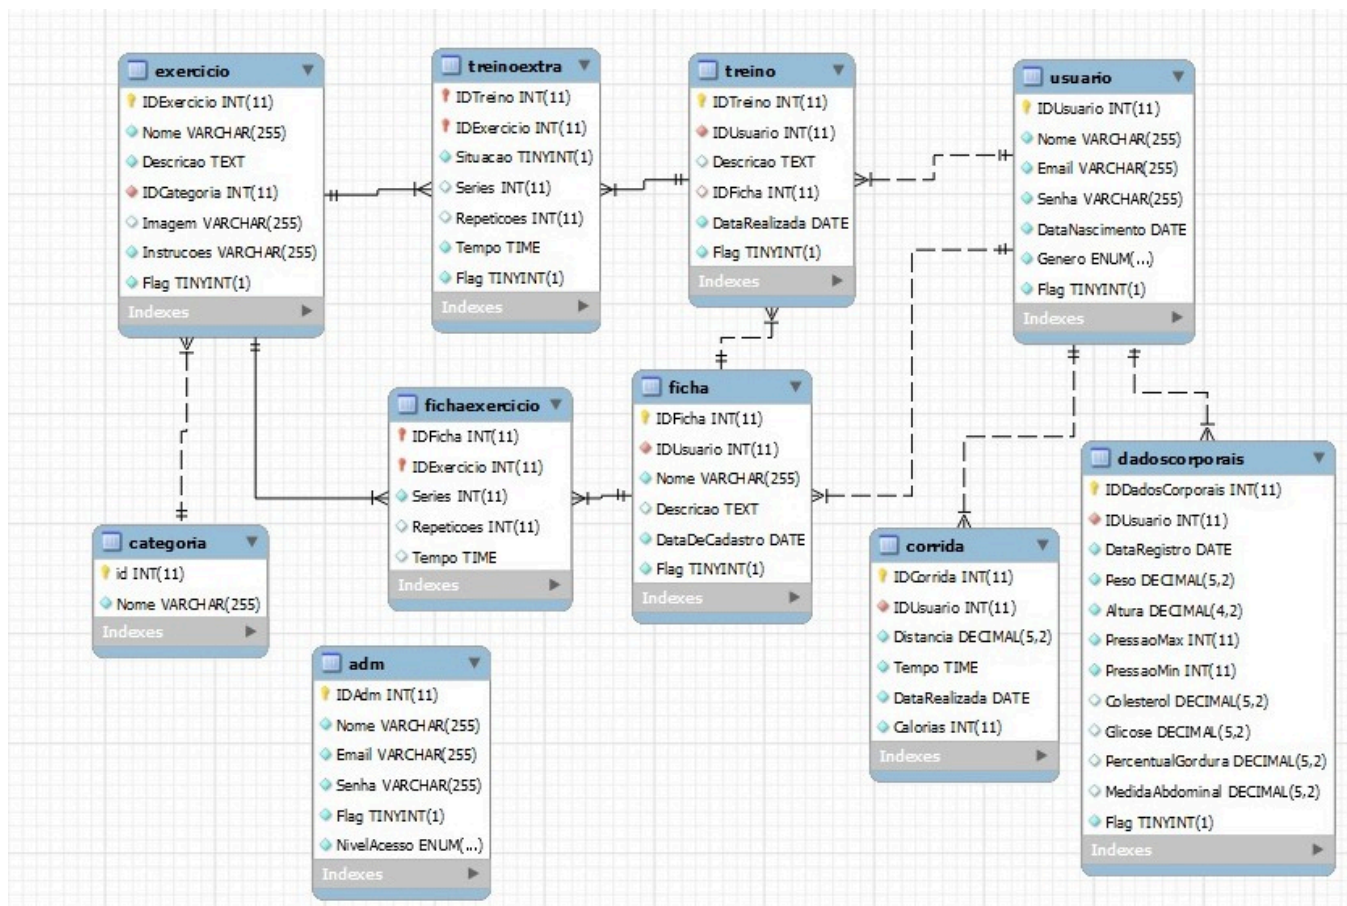 exercicio
IDExercicio INT(11)
Nome VARCHAR(255)
Descricao TEXT
IDCategoria INT(11)
Imagem VARCHAR(255)
Instrucoes VARCHAR(255)
Flag TINYINT(1)
Indexes
treinoextra
IDTreino INT(11)
IDExercicio INT(11)
Situacao TINYINT(1)
Series INT(11)
Repeticoes INT(11)
Tempo TIME
Flag TINYINT(1)
Indexes
treino
IDTreino INT(11)
IDUsuario INT(11)
Descricao TEXT
IDFicha INT(11)
DataRealizada DATE
Flag TINYINT(1)
Indexes
usuario
IDUsuario INT(11)
Nome VARCHAR(255)
Email VARCHAR(255)
Senha VARCHAR(255)
DataNascimento DATE
Genero ENUM(...)
Flag TINYINT(1)
Indexes
fichaexercicio
IDFicha INT(11)
IDExercicio INT(11)
Series INT(11)
Repeticoes INT(11)
Tempo TIME
Indexes
ficha
IDFicha INT(11)
IDUsuario INT(11)
Nome VARCHAR(255)
Descricao TEXT
DataDeCadastro DATE
Flag TINYINT(1)
Indexes
categoria
id INT(11)
Nome VARCHAR(255)
Indexes
corrida
IDCorrida INT(11)
IDUsuario INT(11)
Distancia DECIMAL(5,2)
Tempo TIME
DataRealizada DATE
Calorias INT(11)
Indexes
dadoscorporais
IDDadosCorporais INT(11)
IDUsuario INT(11)
DataRegistro DATE
Peso DECIMAL(5,2)
Altura DECIMAL(4,2)
PressaoMax INT(11)
PressaoMin INT(11)
Colesterol DECIMAL(5,2)
Glicose DECIMAL(5,2)
PercentualGordura DECIMAL(5,2)
MedidaAbdominal DECIMAL(5,2)
Flag TINYINT(1)
Indexes
adm
IDAdm INT(11)
Nome VARCHAR(255)
Email VARCHAR(255)
Senha VARCHAR(255)
Flag TINYINT(1)
NivelAcesso ENUM(...)
Indexes